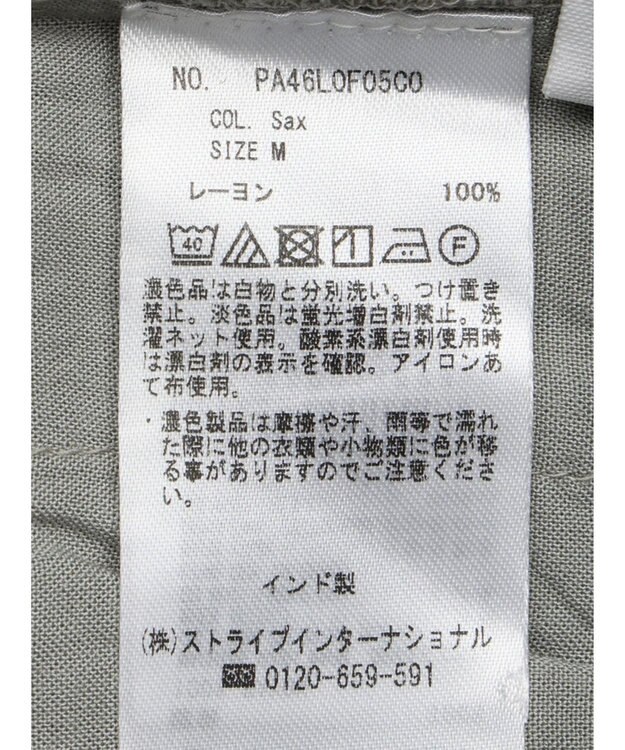 NO. PA46L0F05C0
COL. Sax
SIZE M
レーヨン 100%
40 F
濃色品は白物と分別洗い。つけ置き
禁止。淡色品は蛍光増白剤禁止。洗
濯ネット使用。酸素系漂白剤使用時
は漂白剤の表示を確認。アイロンあ
て布使用。
・濃色製品は摩擦や汗、雨等で濡れ
た際に他の衣類や小物類に色が移
る事がありますのでご注意くださ
い。
インド製
(株)ストライプインターナショナル
0120-659-591